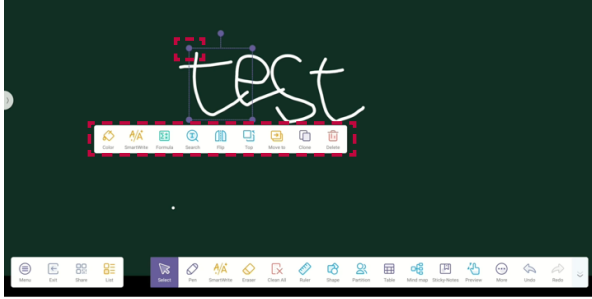 test
Color SmartWrite Formula Search Flip Top Move to Clone Delete
Menu Exit Share List Select Pen SmartWrite Eraser Clean All Ruler Shape Partition Table Mind map Sticky Notes Preview More Undo Redo